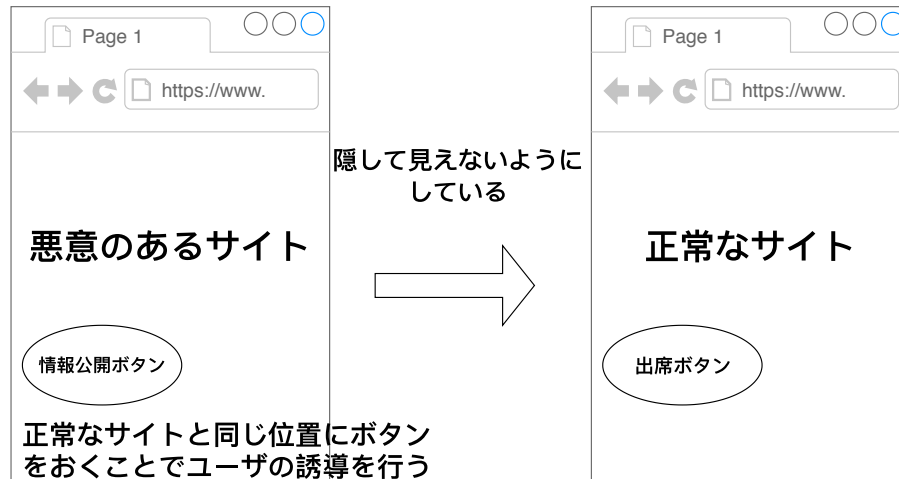 Page 1
https://www.
悪意のあるサイト
情報公開ボタン
正常なサイトと同じ位置にボタン
をおくことでユーザの誘導を行う
隠して見えないように
している
Page 1
https://www.
正常なサイト
出席ボタン